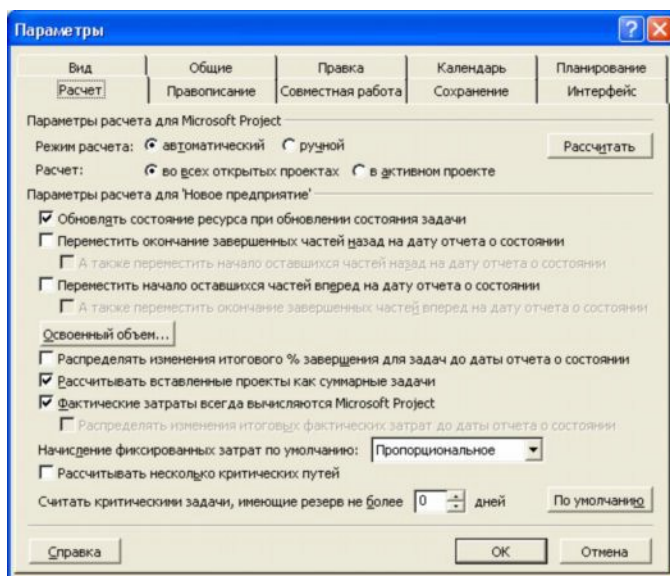 Параметры
Вид Общие Правка Календарь Планирование
Расчет Правописание Совместная работа Сохранение Интерфейс
Параметры расчета для Microsoft Project
Режим расчета: автоматический ручной Рассчитать
Расчет: во всех открытых проектах в активном проекте
Параметры расчета для 'Новое предприятие'
Обновлять состояние ресурса при обновлении состояния задачи
Переместить окончание завершенных частей назад на дату отчета о состоянии
А также переместить начало оставшихся частей назад на дату отчета о состоянии
Переместить начало оставшихся частей вперед на дату отчета о состоянии
А также переместить окончание завершенных частей вперед на дату отчета о состоянии
Освоенный объем...
Распределять изменения итогового % завершения для задач до даты отчета о состоянии
Рассчитывать вставленные проекты как суммарные задачи
Фактические затраты всегда вычисляются Microsoft Project
Распределять изменения итоговых фактических затрат до даты отчета о состоянии
Начисление фиксированных затрат по умолчанию: Пропорциональное
Рассчитывать несколько критических путей
Считать критическими задачи, имеющие резерв не более 0 дней По умолчанию
Справка ОК Отмена